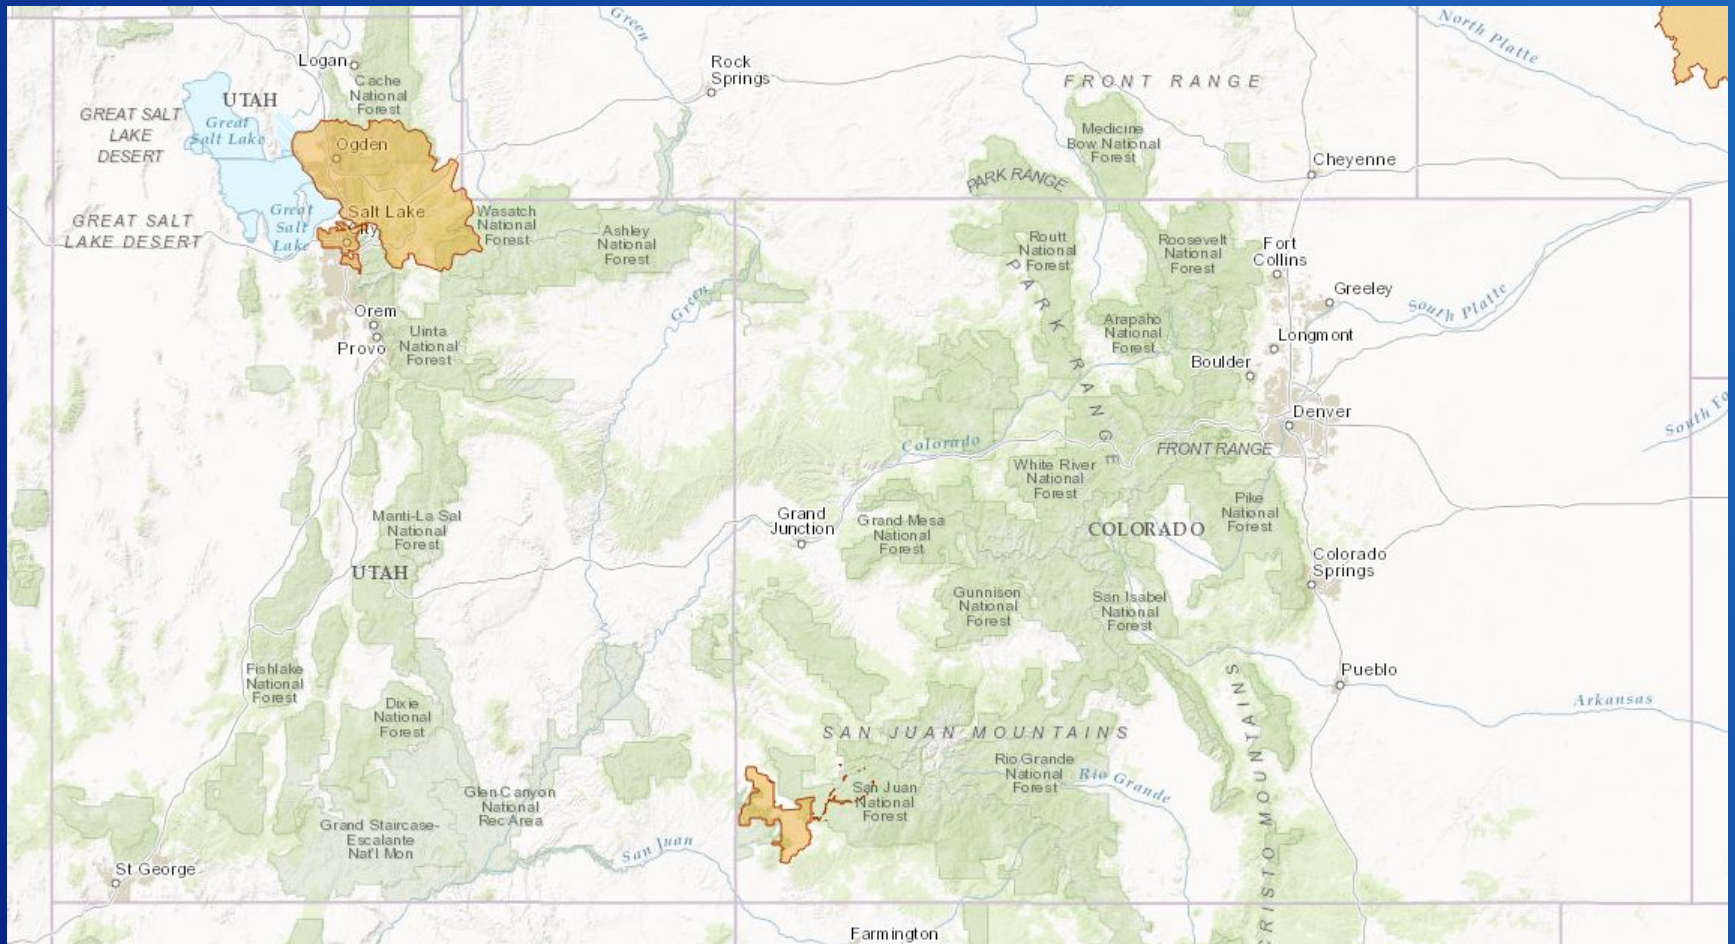 Green
North Platte
Logan
Rock
Springs
FRONT RANGE
Cache
National
Forest
UTAH
GREAT SALT
LAKE
DESERT
Great
Salt Lake
Medicine
Bow National
Forest
Ogden
Cheyenne
PARK RANGE
GREAT SALT
LAKE DESERT
Great
Salt
Lake
Salt Lake
City
Wasatch
National
Forest
Ashley
National
Forest
Routt
National
Forest
Roosevelt
National
Forest
Fort
Collins
PARK RANGE
Green
Greeley
South Platte
Orem
Provo
Uinta
National
Forest
Arapaho
National
Forest
Longmont
Boulder
Denver
South Fo
Colorado
FRONT RANGE
White River
National
Forest
Pike
National
Forest
Manti-La Sal
National
Forest
Grand
Junction
Grand Mesa
National
Forest
COLORADO
UTAH
Colorado
Springs
Gunnison
National
Forest
San Isabel
National
Forest
Fishlake
National
Forest
Pueblo
Arkansas
Dixie
National
Forest
SAN JUAN MOUNTAINS
CRISTO MOUNTAINS
Rio Grande
National
Forest
Rio Grande
San Juan
National
Forest
Glen Canyon
National
Rec Area
Grand Staircase-
Escalante
Nat'l Mon
San Juan
St George
Farmington